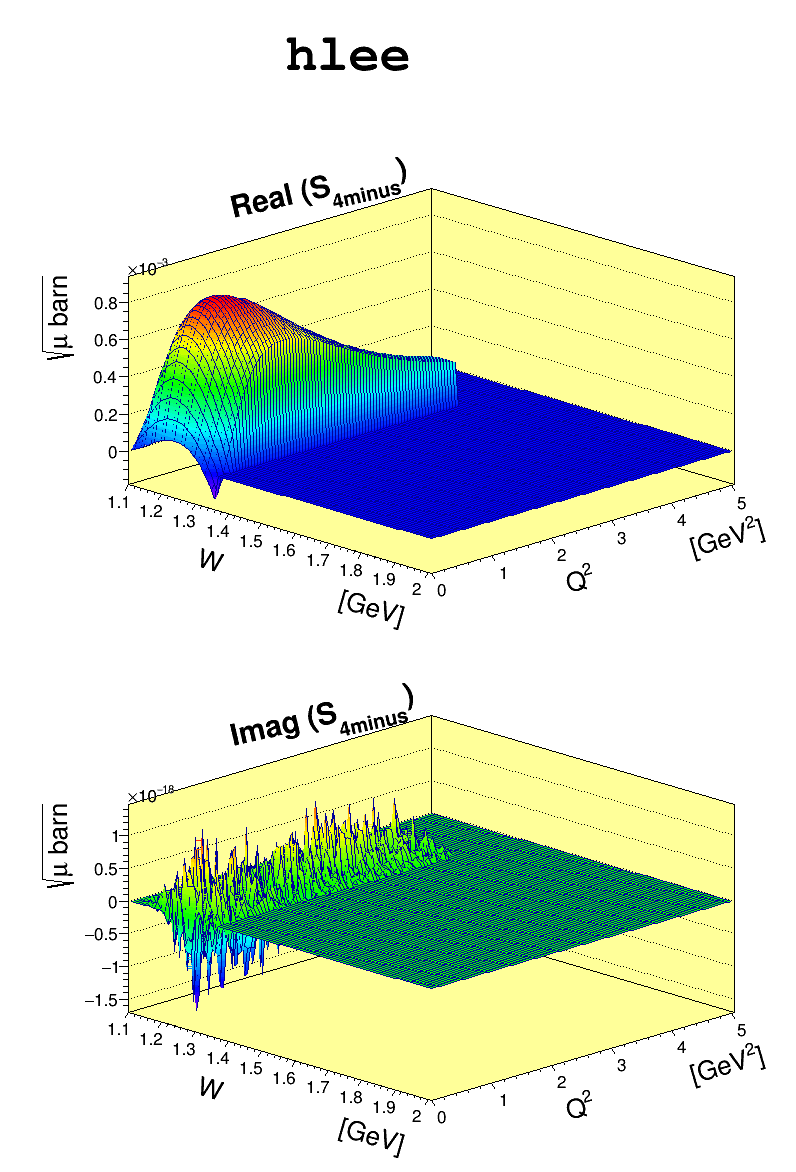 hlee
Real (S4minus)
×10−3
√μ barn
0.8
0.6
0.4
0.2
0
1.1 1.2 1.3 1.4 1.5 1.6 1.7 1.8 1.9 2
W
[GeV]
0 1 2 3 4 5
Q2
[GeV2]
Imag (S4minus)
×10−18
√μ barn
1
0.5
0
−0.5
−1
−1.5
1.1 1.2 1.3 1.4 1.5 1.6 1.7 1.8 1.9 2
W
[GeV]
0 1 2 3 4 5
Q2
[GeV2]